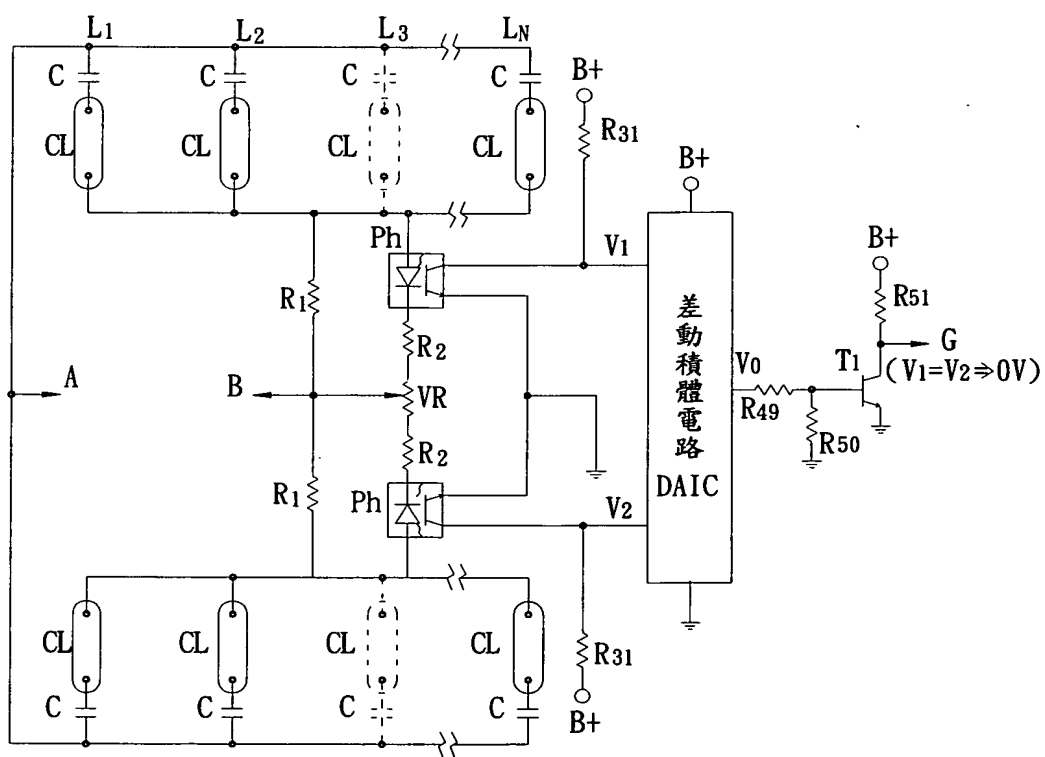 L1 L2 L3 LN
C C C C
CL CL CL CL
B+
R31
B+
Ph
V1
R1
R2
A
B
VR
R2
R1
Ph
V2
差動積體電路
DAIC
V0
R49
R50
T1
B+
R51
G
(V1=V2⇒0V)
CL CL CL CL
C C C C
R31
B+